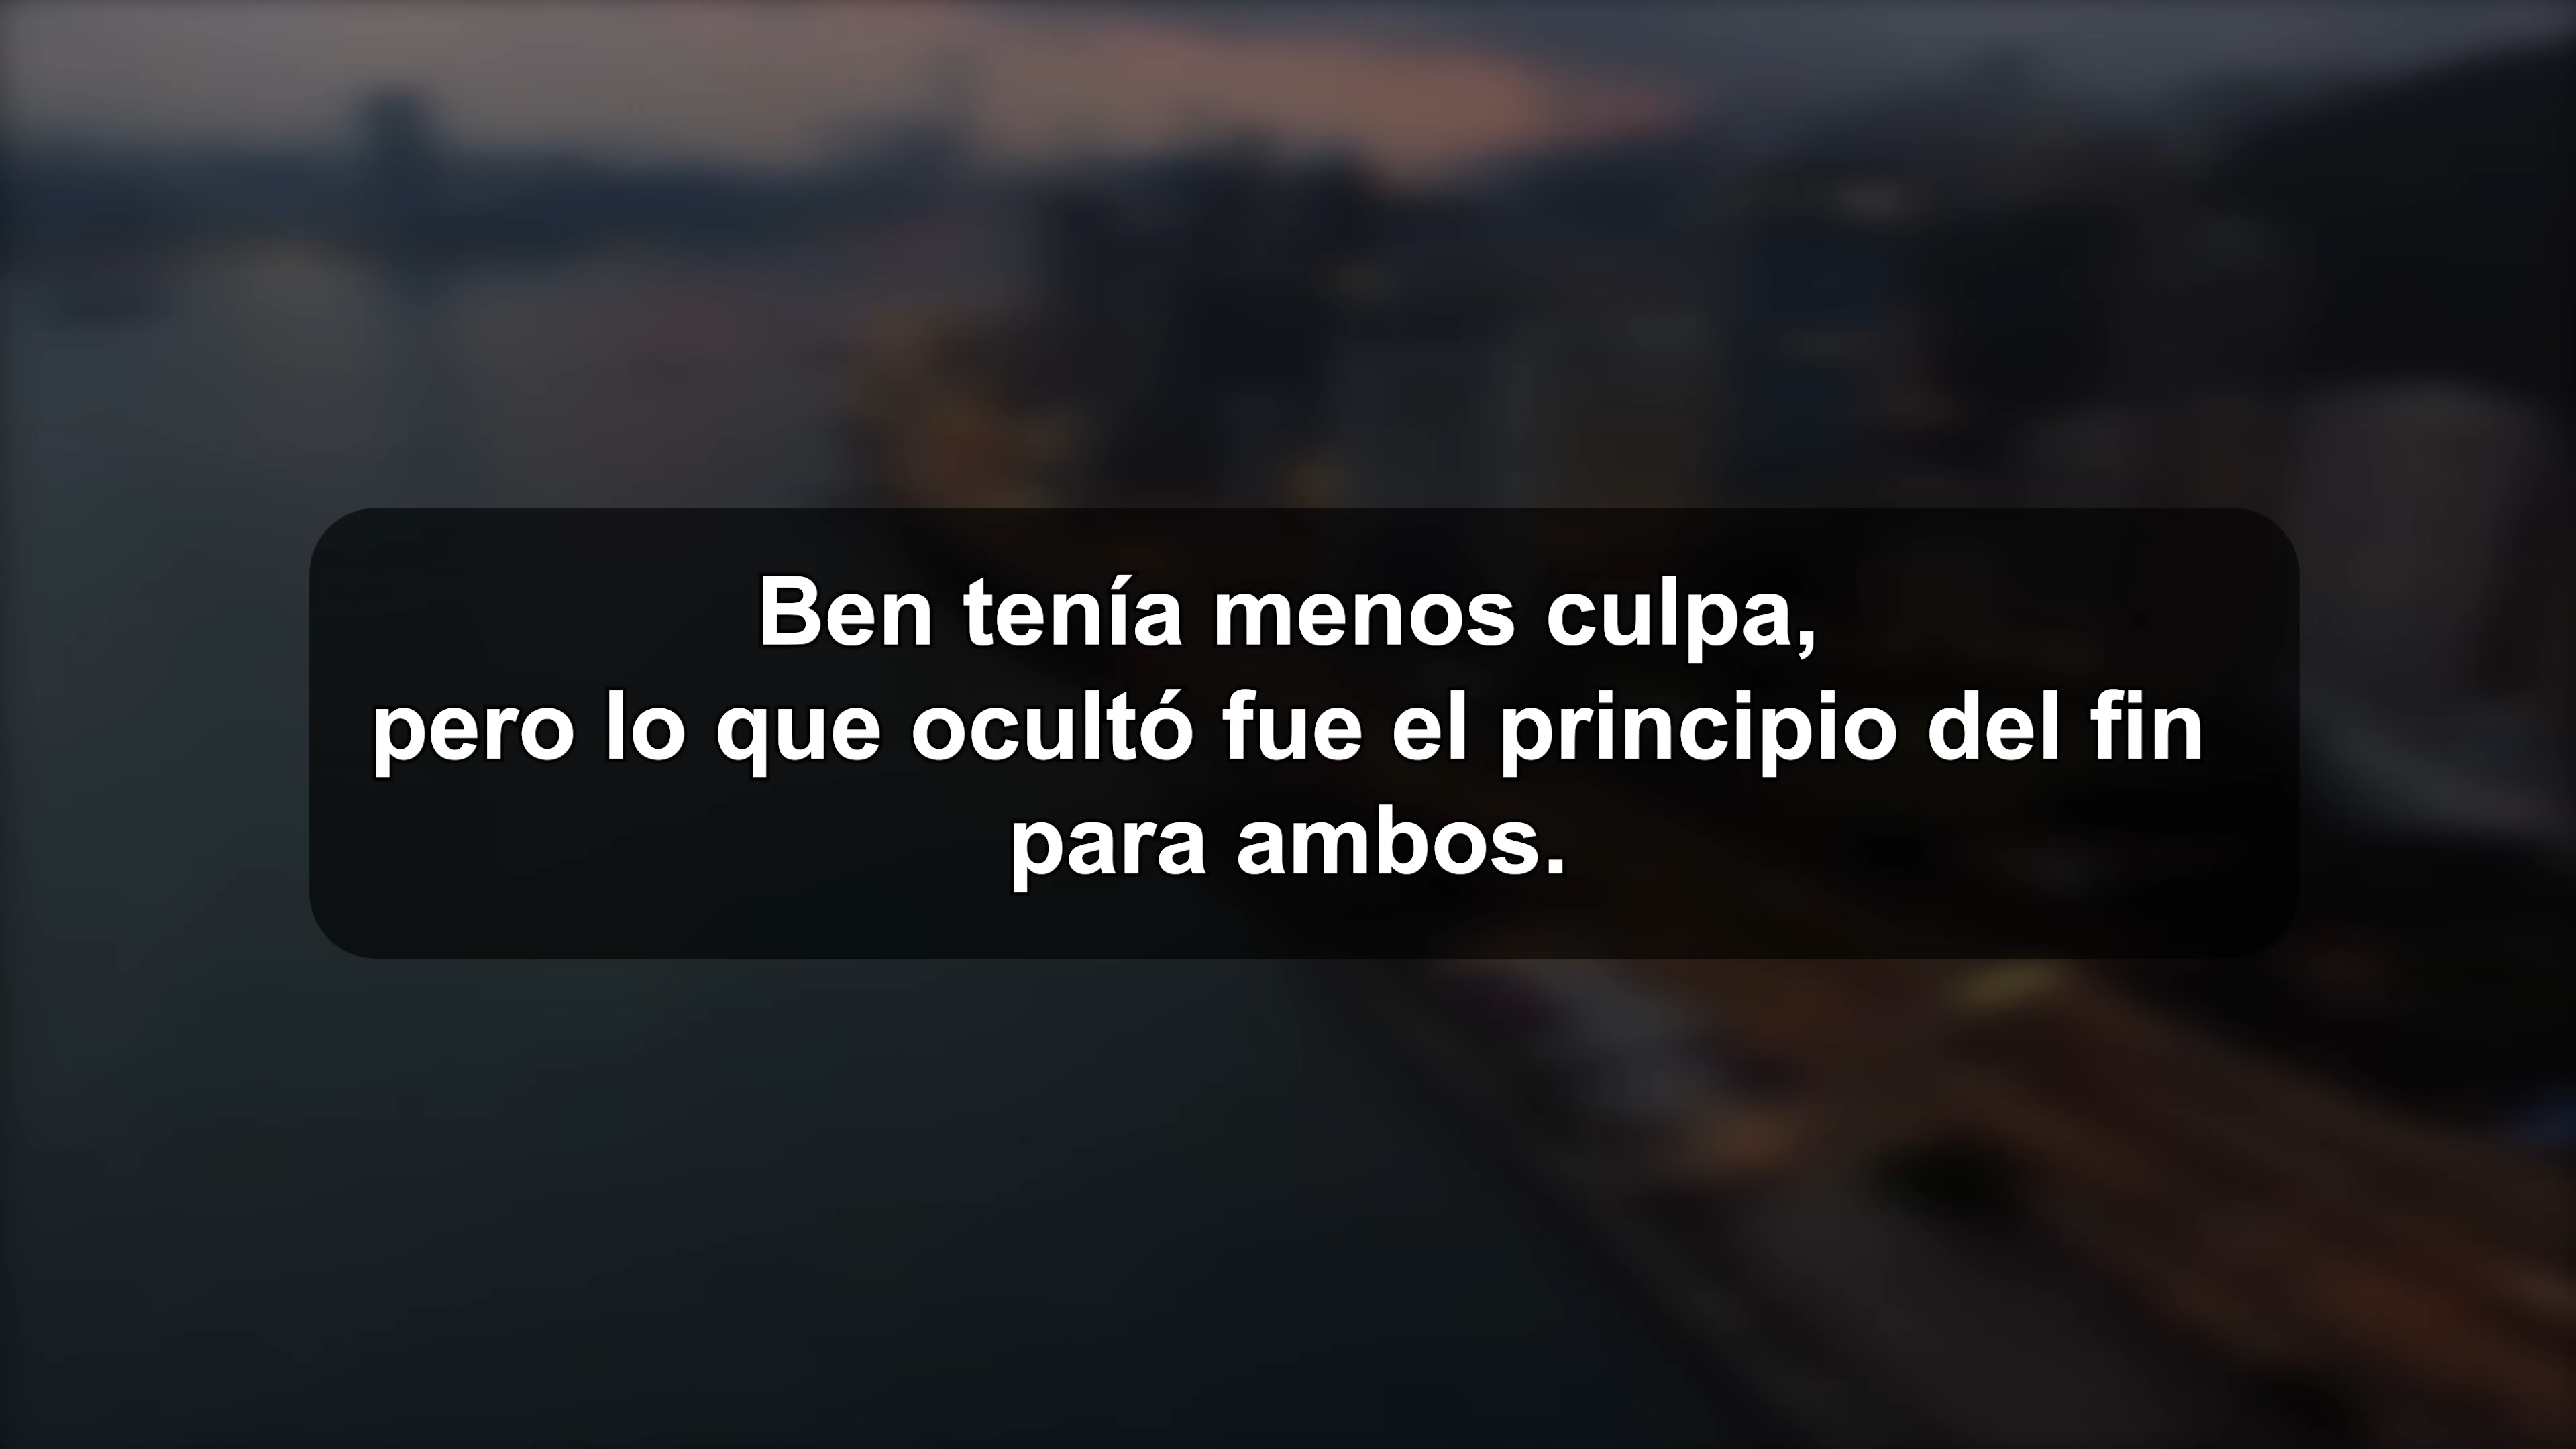 Ben tenía menos culpa,
pero lo que ocultó fue el principio del fin
para ambos.